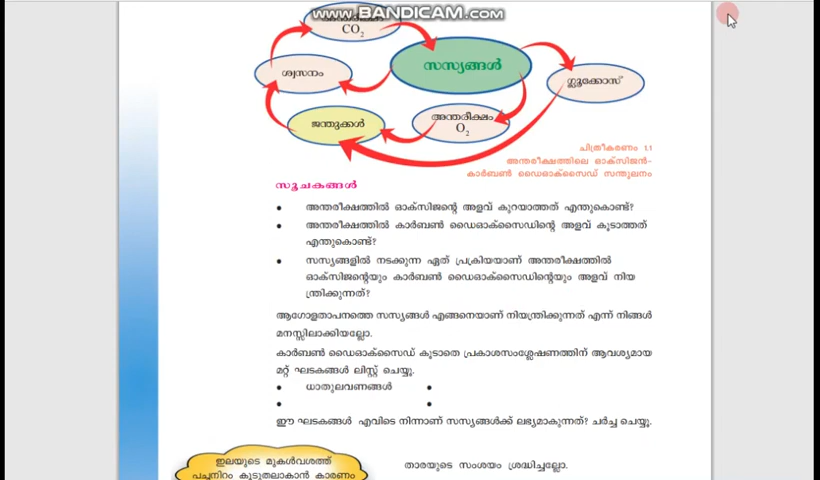 www.BANDICAM.com
CO₂
സസ്യങ്ങൾ
ശ്വസനം
ഗ്ലൂക്കോസ്
ജന്തുക്കൾ
അന്തരീക്ഷം
O₂
ചിത്രീകരണം 1.1
അന്തരീക്ഷത്തിലെ ഓക്സിജൻ-
കാർബൺ ഡൈഓക്സൈഡ് സന്തുലനം
സൂചകങ്ങൾ
• അന്തരീക്ഷത്തിൽ ഓക്സിജന്റെ അളവ് കുറയാത്തത് എന്തുകൊണ്ട്?
• അന്തരീക്ഷത്തിൽ കാർബൺ ഡൈഓക്സൈഡിന്റെ അളവ് കൂടാത്തത്
എന്തുകൊണ്ട്?
• സസ്യങ്ങളിൽ നടക്കുന്ന ഏത് പ്രക്രിയയാണ് അന്തരീക്ഷത്തിൽ
ഓക്സിജന്റെയും കാർബൺ ഡൈഓക്സൈഡിന്റെയും അളവ് നിയ
ന്ത്രിക്കുന്നത്?
ആഗോളതാപനത്തെ സസ്യങ്ങൾ എങ്ങനെയാണ് നിയന്ത്രിക്കുന്നത് എന്ന് നിങ്ങൾ
മനസ്സിലാക്കിയല്ലോ.
കാർബൺ ഡൈഓക്സൈഡ് കൂടാതെ പ്രകാശസംശ്ലേഷണത്തിന് ആവശ്യമായ
മറ്റ് ഘടകങ്ങൾ ലിസ്റ്റ് ചെയ്യൂ.
• ധാതുലവണങ്ങൾ •
• •
ഈ ഘടകങ്ങൾ എവിടെ നിന്നാണ് സസ്യങ്ങൾക്ക് ലഭ്യമാകുന്നത്? ചർച്ച ചെയ്യൂ.
ഇലയുടെ മുകൾവശത്ത്
പച്ചനിറം കൂടുതലാകാൻ കാരണം
താരയുടെ സംശയം ശ്രദ്ധിച്ചല്ലോ.